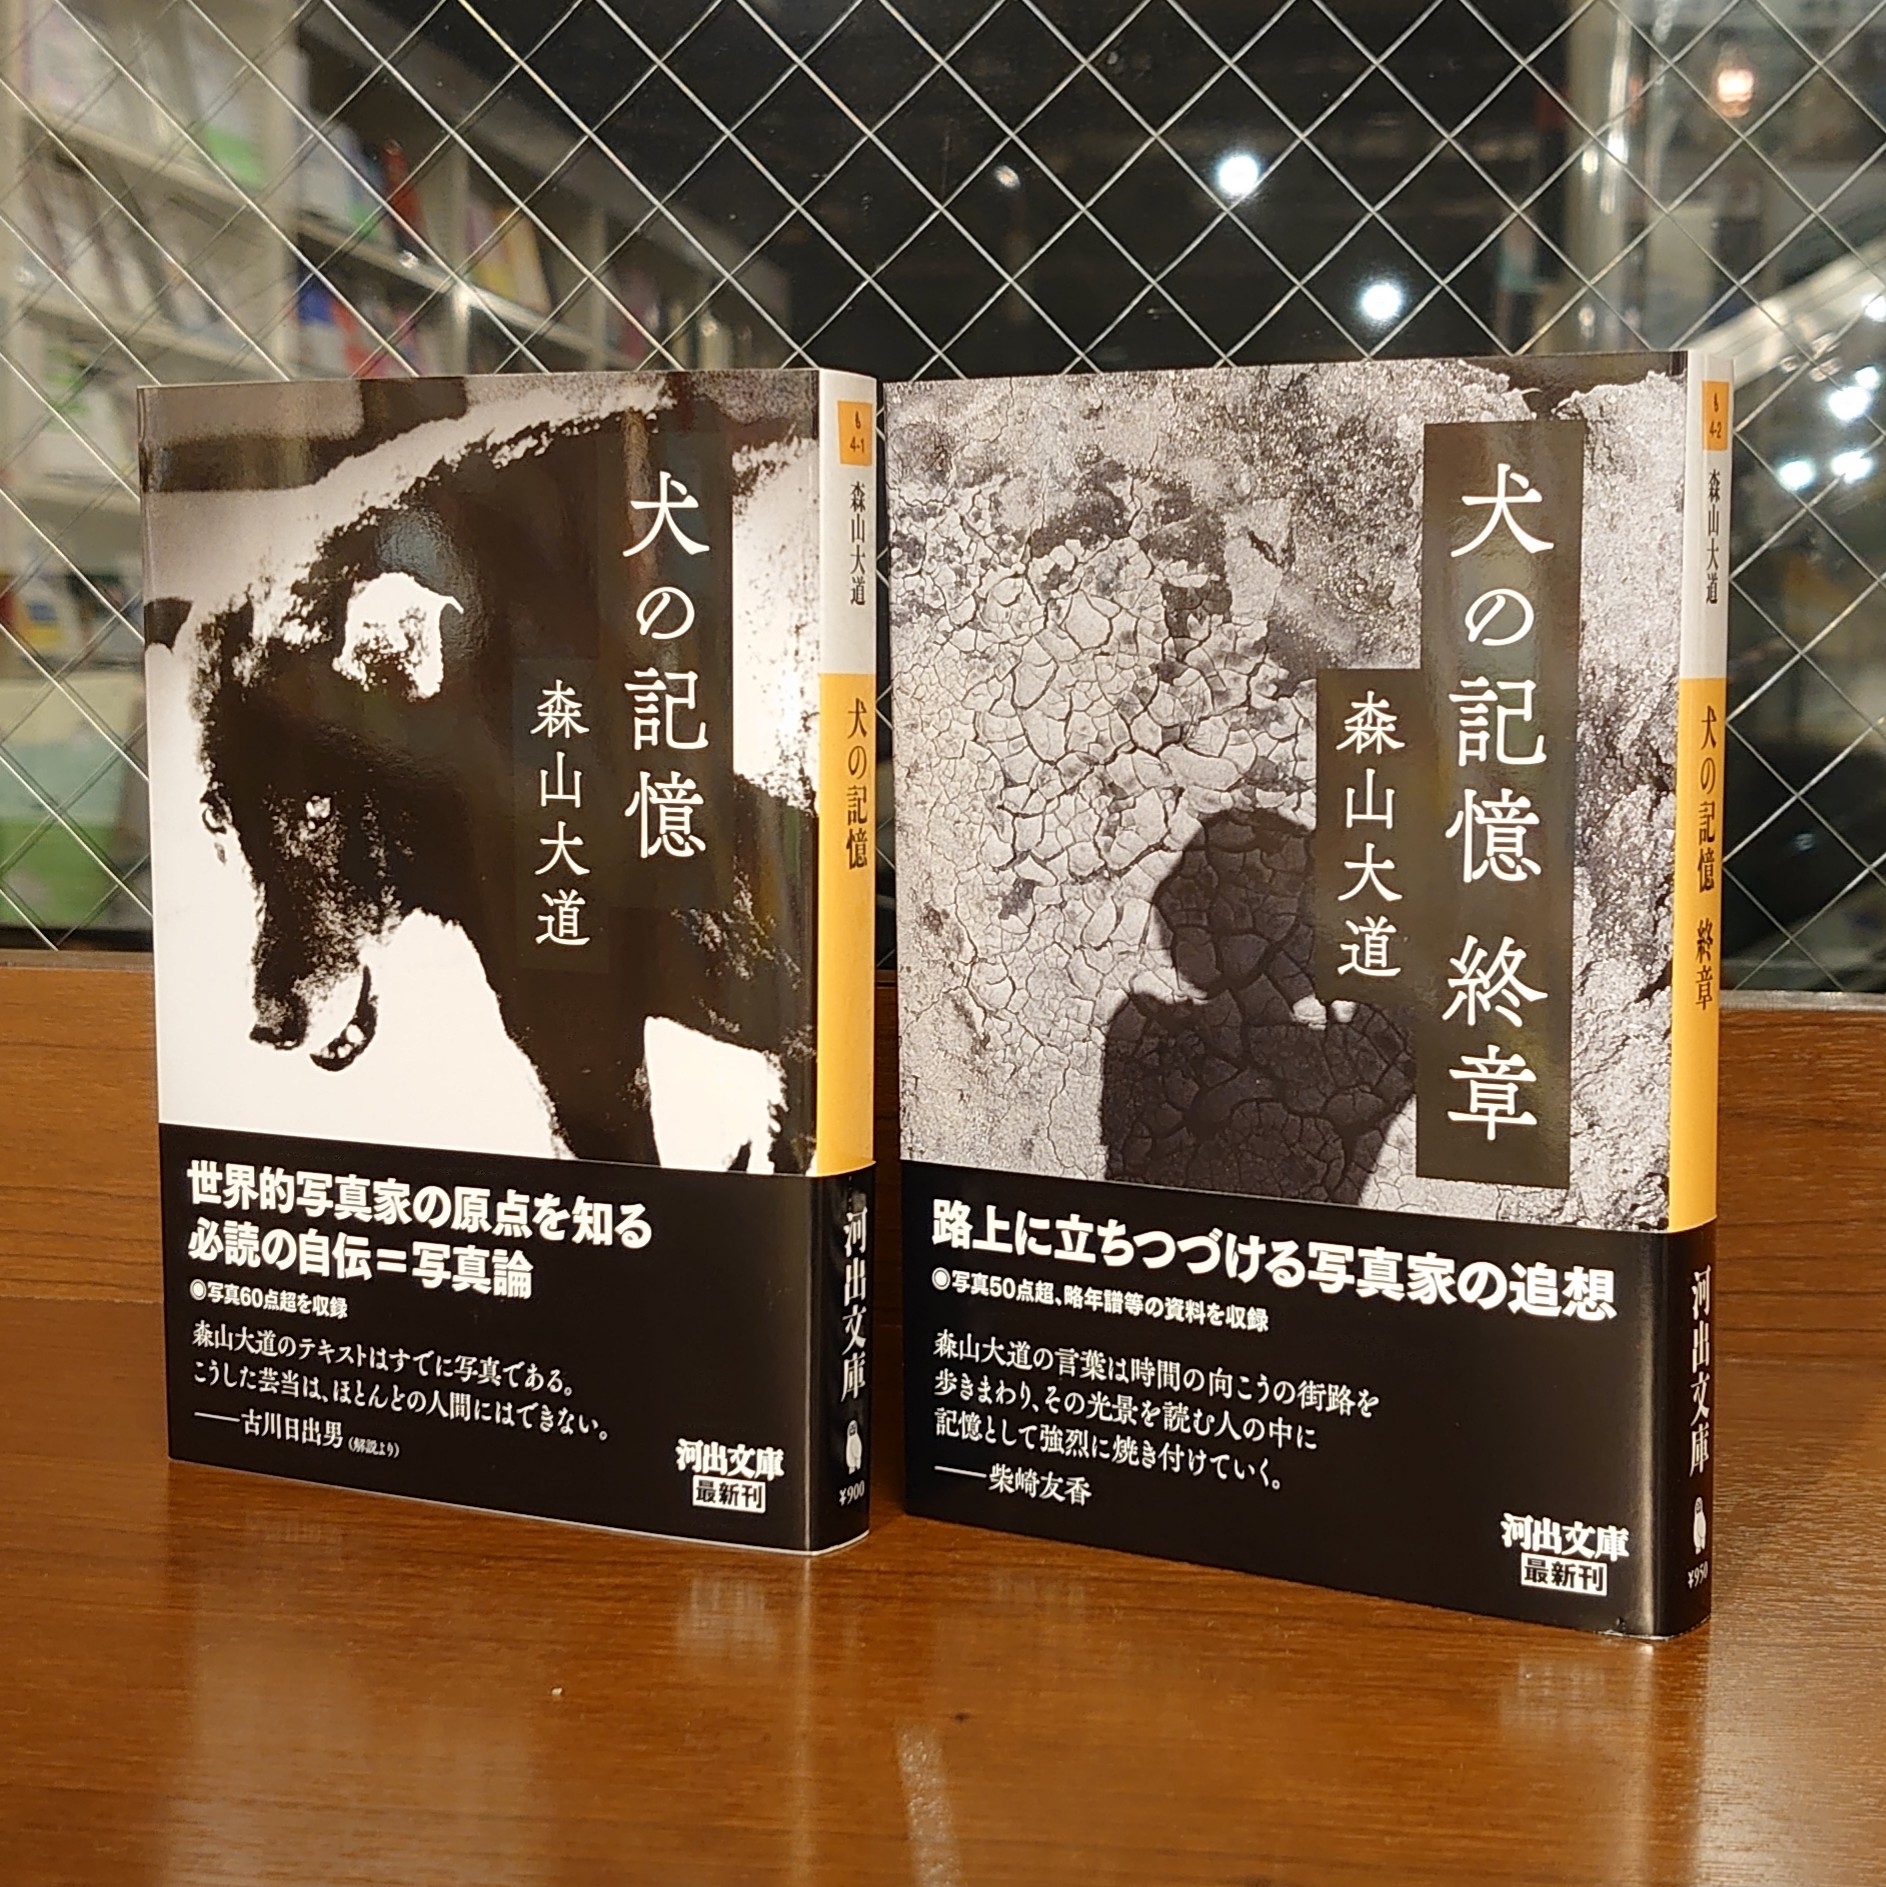 犬の記憶
森山大道
世界的写真家の原点を知る
必読の自伝=写真論
◉写真60点超を収録
森山大道のテキストはすでに写真である。
こうした芸当は、ほとんどの人間にはできない。
――古川日出男(解説より)
河出文庫
最新刊
も
4-1
森山大道
犬の記憶
河出文庫
¥900
犬の記憶 終章
森山大道
路上に立ちつづける写真家の追想
◉写真50点超、略年譜等の資料を収録
森山大道の言葉は時間の向こうの街路を
歩きまわり、その光景を読む人の中に
記憶として強烈に焼き付けていく。
――柴崎友香
河出文庫
最新刊
も
4-2
森山大道
犬の記憶 終章
河出文庫
¥950